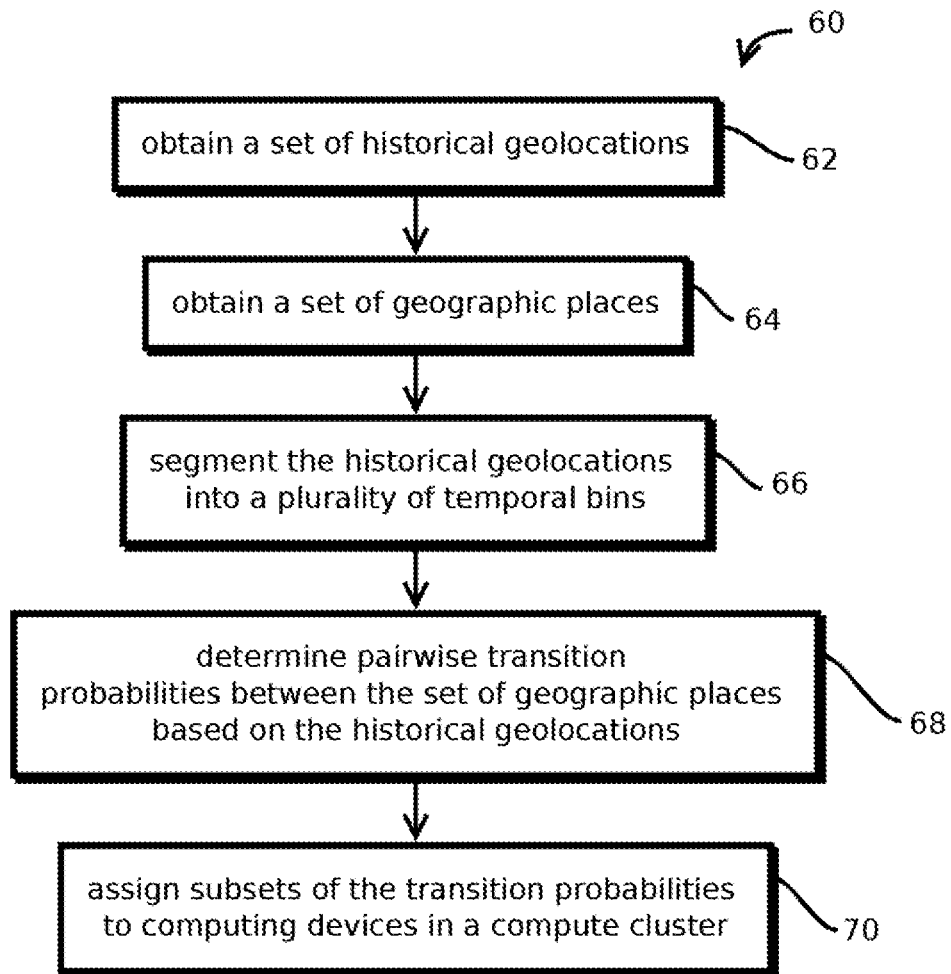 60
obtain a set of historical geolocations
62
obtain a set of geographic places
64
segment the historical geolocations
into a plurality of temporal bins
66
determine pairwise transition
probabilities between the set of geographic places
based on the historical geolocations
68
assign subsets of the transition probabilities
to computing devices in a compute cluster
70